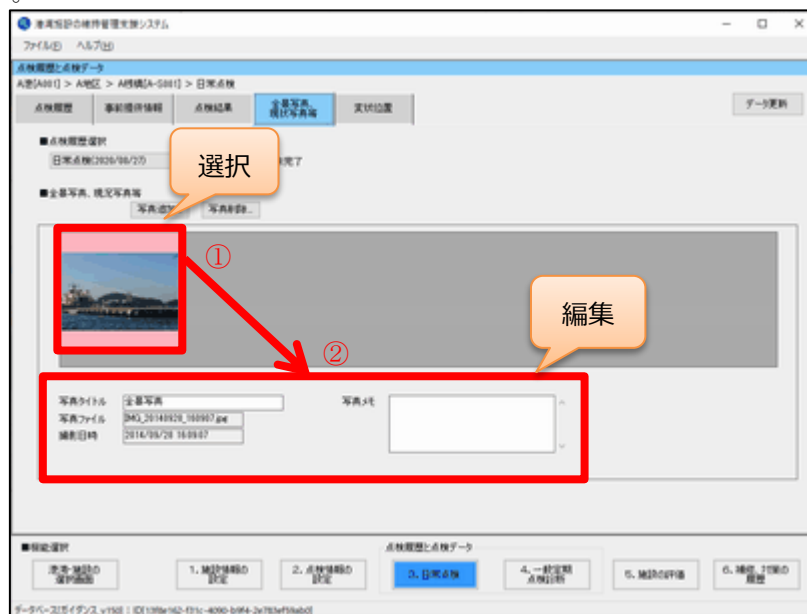 。
港湾施設の維持管理支援システム
ファイル(F) ヘルプ(H)
点検履歴と点検データ
A港[A001] > A地区 > A桟橋[A-S001] > 日常点検
点検履歴 事前提供情報 点検結果 全景写真、現状写真等 変状位置 データ更新
■点検履歴選択
日常点検(2020/08/27)
完了
選択
■全景写真、現況写真等
写真追加 写真削除...
①
②
編集
写真タイトル 全景写真 写真メモ
写真ファイル IMG_20140928_160907.jpg
撮影日時 2014/09/28 16:09:07
■機能選択 点検履歴と点検データ
港湾・施設の選択画面 1. 施設情報の設定 2. 点検情報の設定 3. 日常点検 4. 一般定期点検診断 5. 施設の評価 6. 補修、対策の履歴